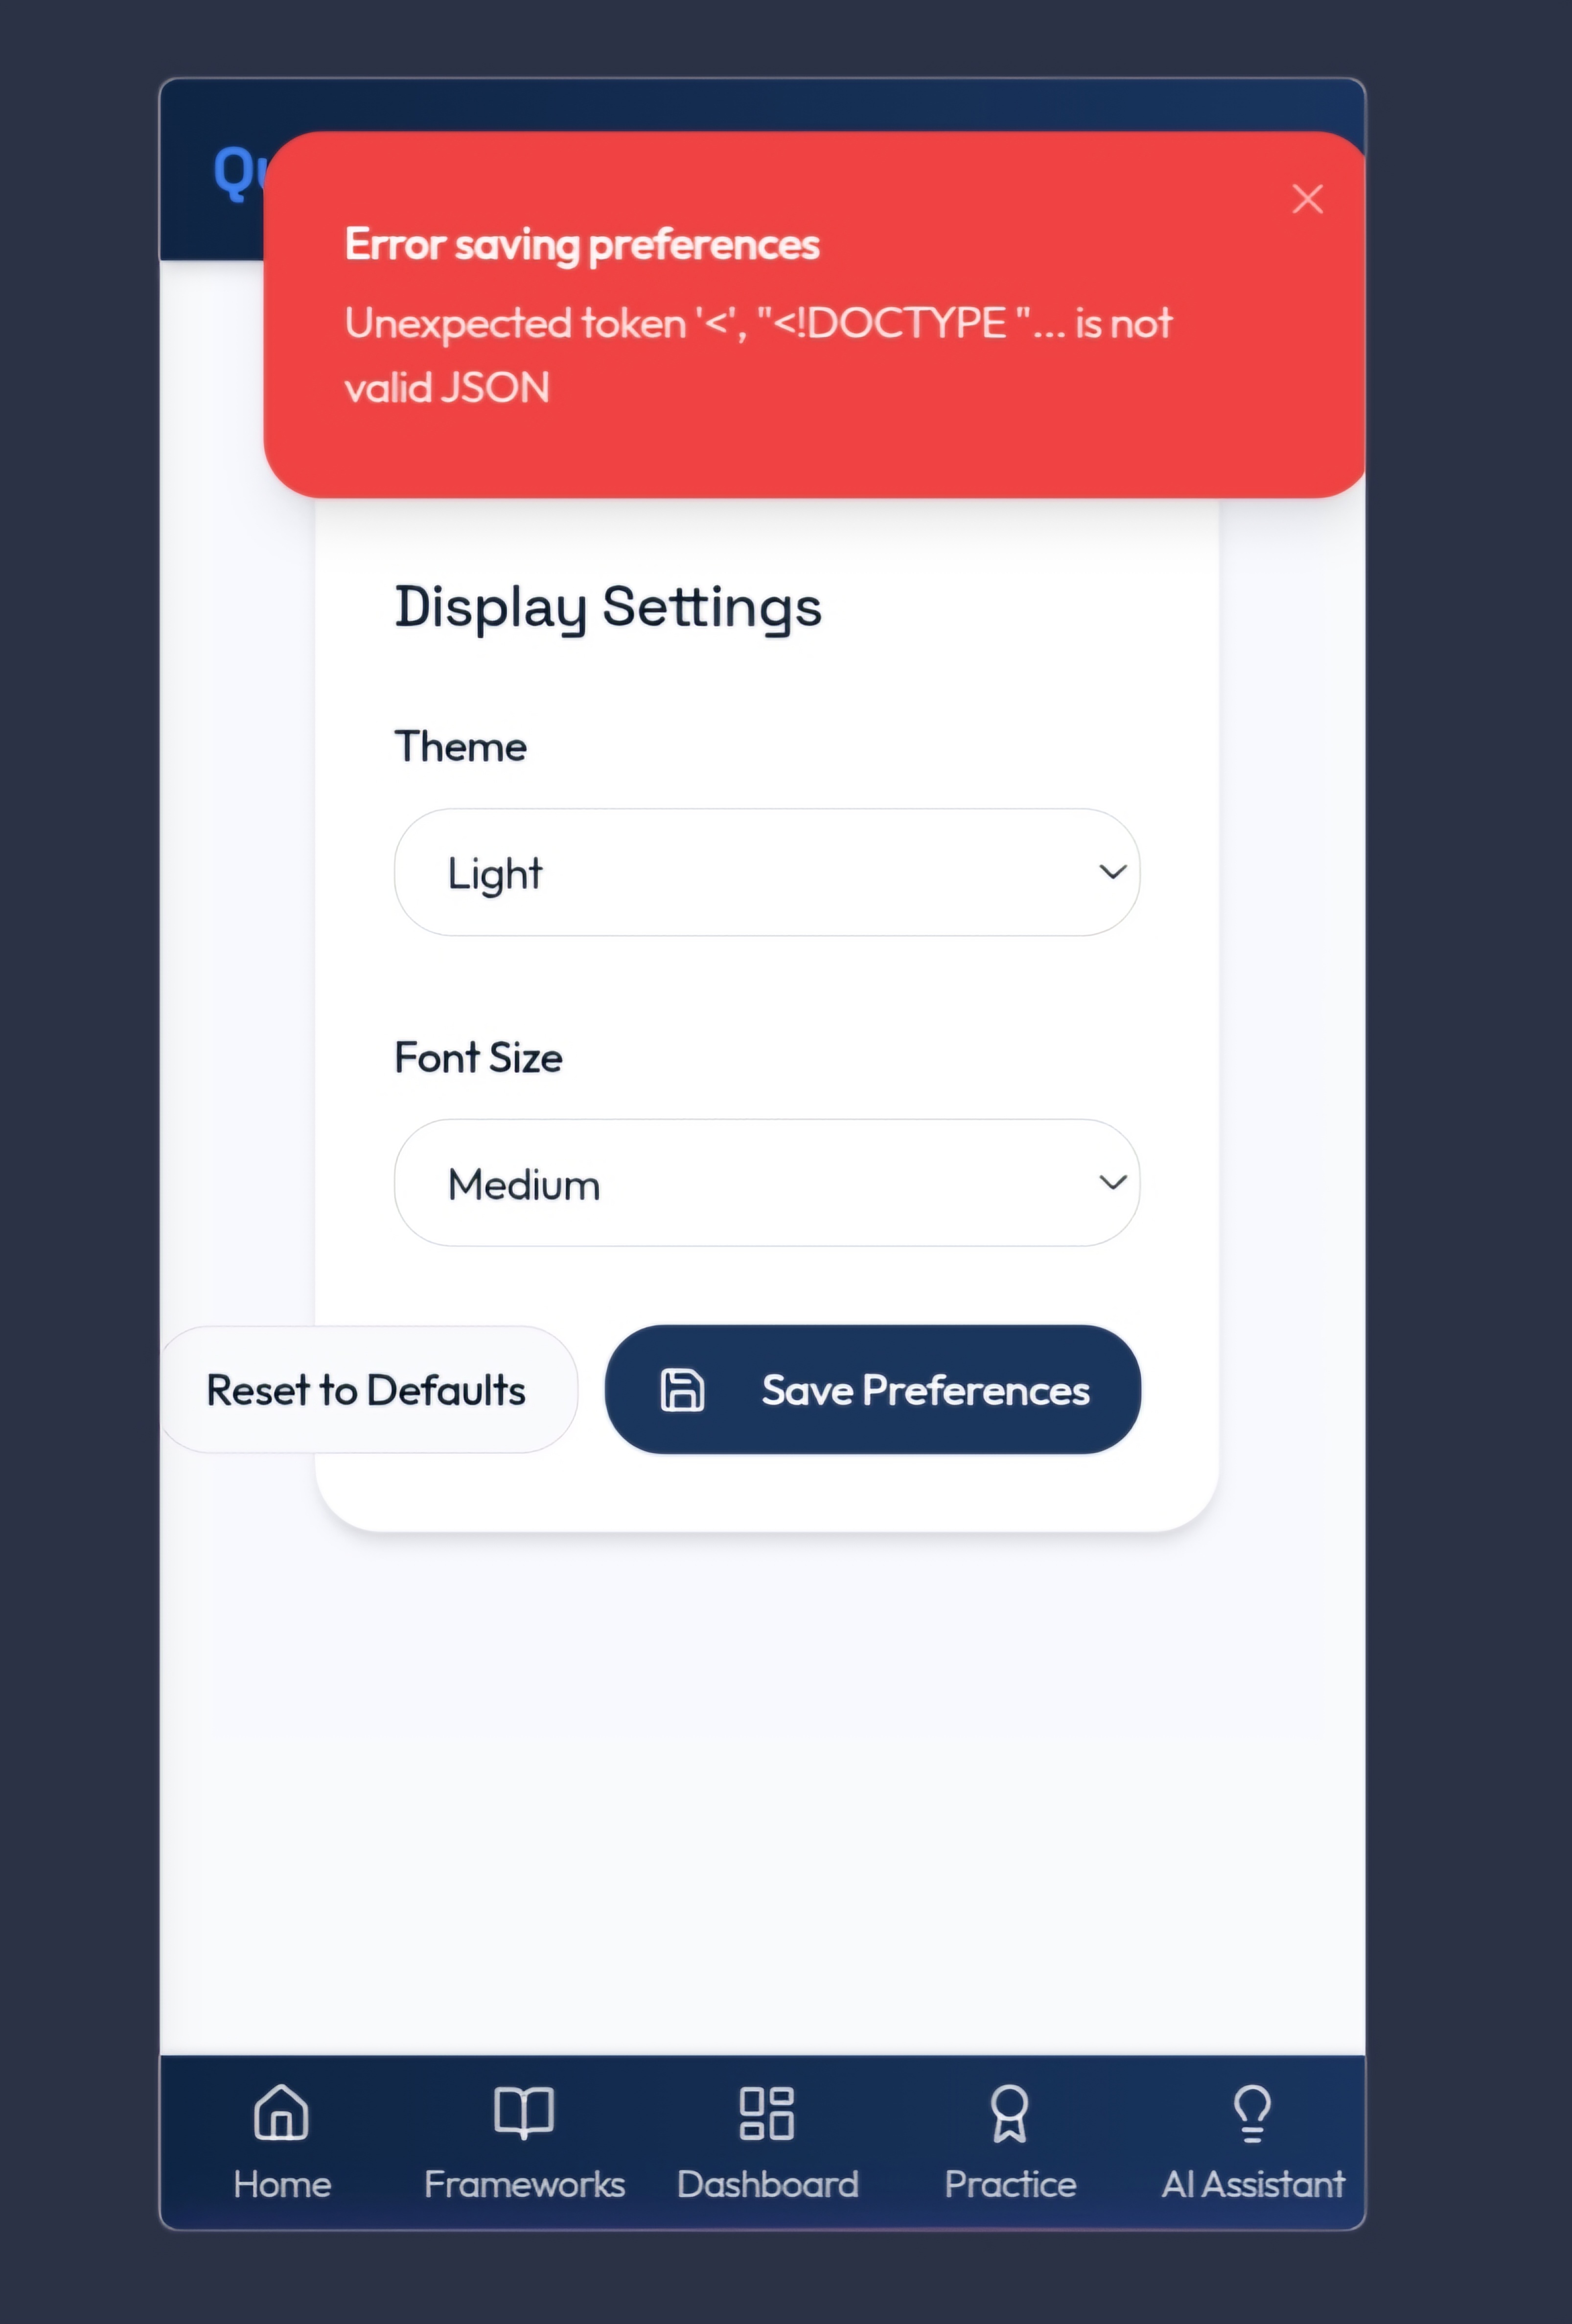 Error saving preferences
Unexpected token '<', "<!DOCTYPE "... is not
valid JSON
Display Settings
Theme
Light
Font Size
Medium
Reset to Defaults
Save Preferences
Home
Frameworks
Dashboard
Practice
AI Assistant